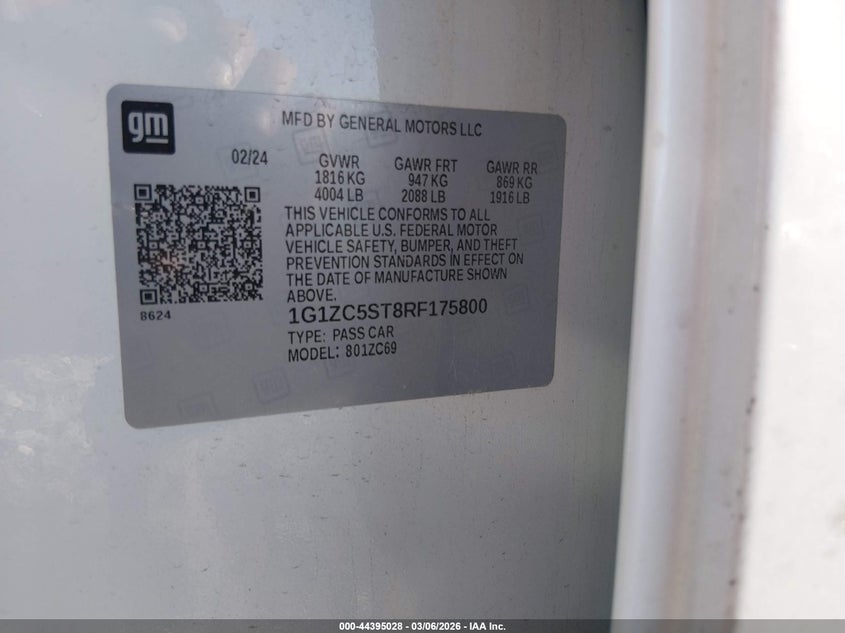 gm
MFD BY GENERAL MOTORS LLC
02/24
GVWR GAWR FRT GAWR RR
1816 KG 947 KG 869 KG
4004 LB 2088 LB 1916 LB
THIS VEHICLE CONFORMS TO ALL
APPLICABLE U.S. FEDERAL MOTOR
VEHICLE SAFETY, BUMPER, AND THEFT
PREVENTION STANDARDS IN EFFECT ON
THE DATE OF MANUFACTURE SHOWN
ABOVE.
8624
1G1ZC5ST8RF175800
TYPE: PASS CAR
MODEL: 801ZC69
000-44395028 - 03/06/2026 - IAA Inc.